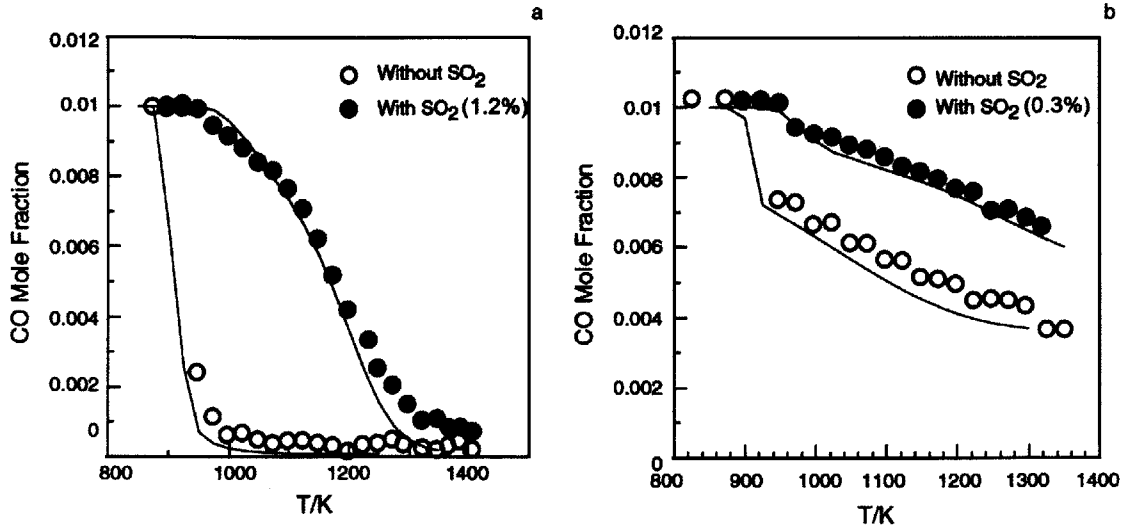 a
0.012
0.01
0.008
0.006
0.004
0.002
0
CO Mole Fraction
Without SO2
With SO2 (1.2%)
800 1000 1200 1400
T/K
b
0.012
0.01
0.008
0.006
0.004
0.002
0
CO Mole Fraction
Without SO2
With SO2 (0.3%)
800 900 1000 1100 1200 1300 1400
T/K